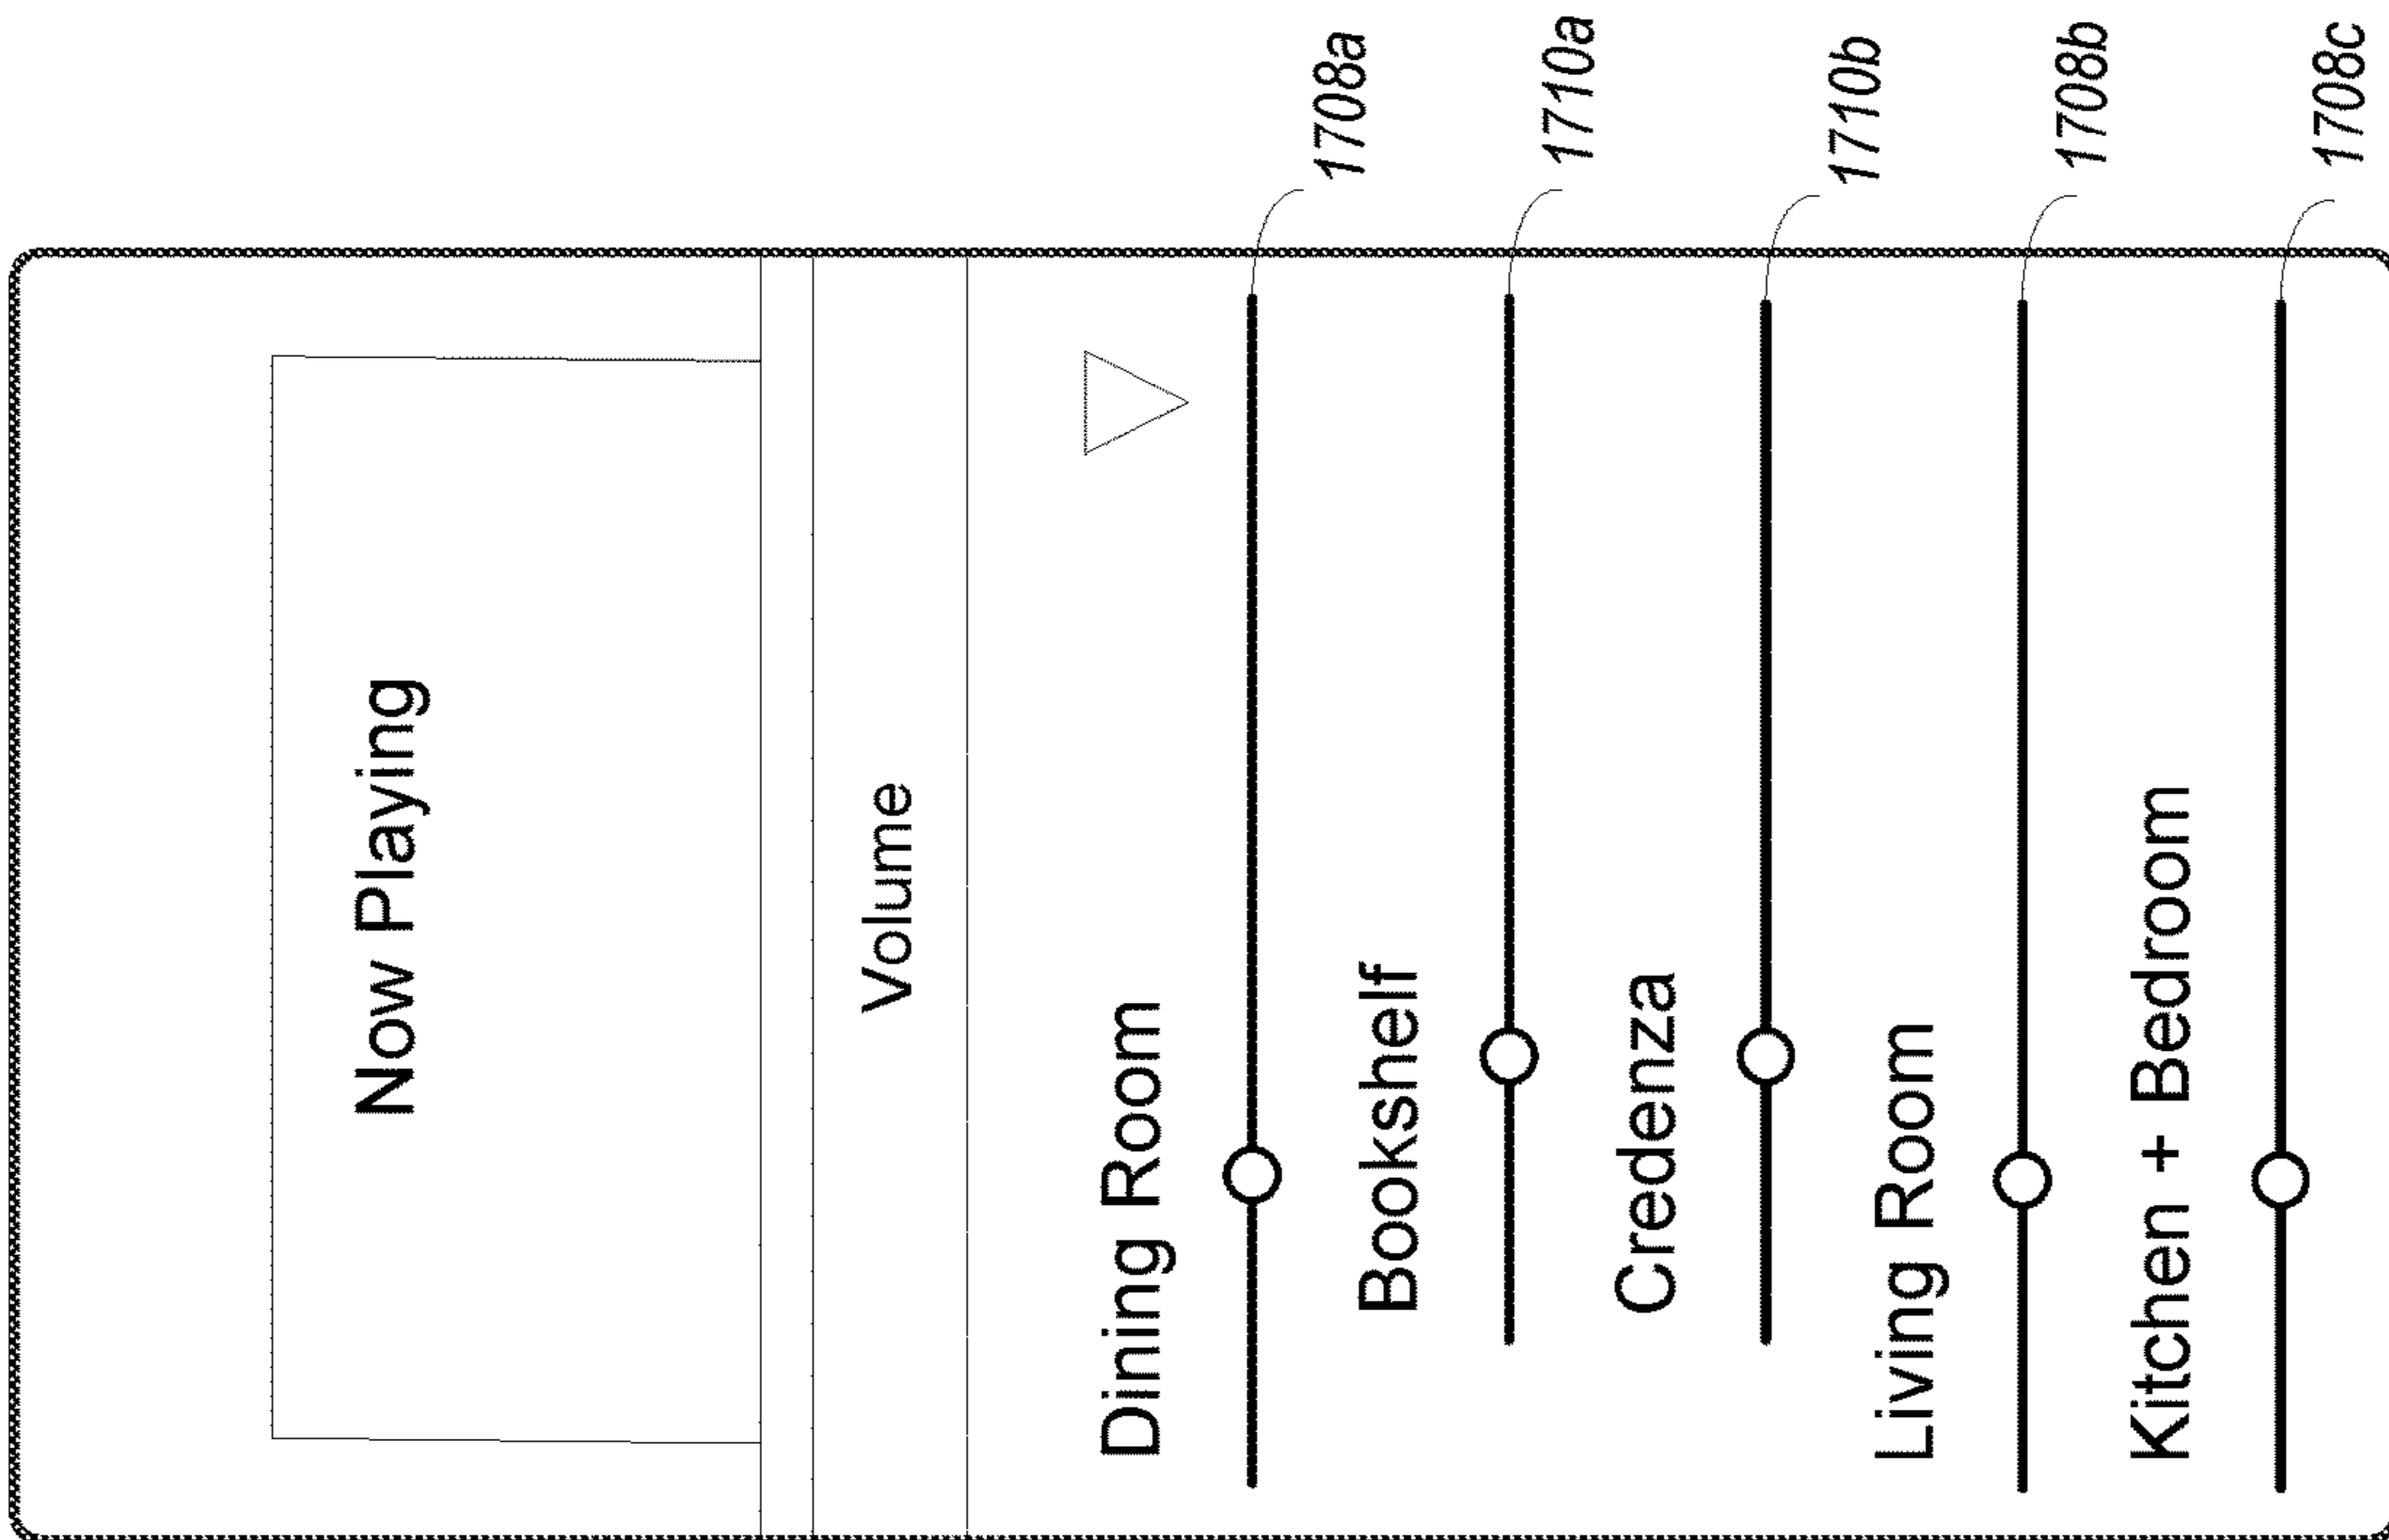 Now Playing
Volume
Dining Room
1708a
Bookshelf
1710a
Credenza
1710b
Living Room
1708b
Kitchen + Bedroom
1708c